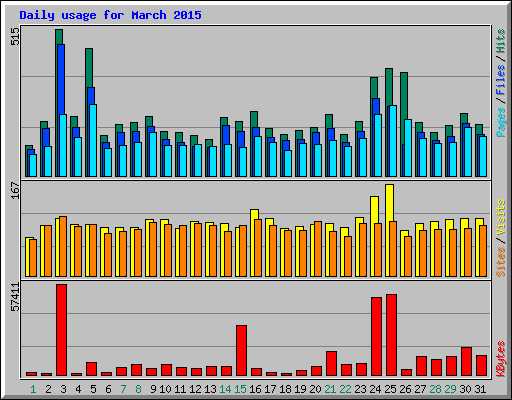 Daily usage for March 2015
515
Pages/Files/Hits
167
Sites/Visits
57411
KBytes
1 2 3 4 5 6 7 8 9 10 11 12 13 14 15 16 17 18 19 20 21 22 23 24 25 26 27 28 29 30 31